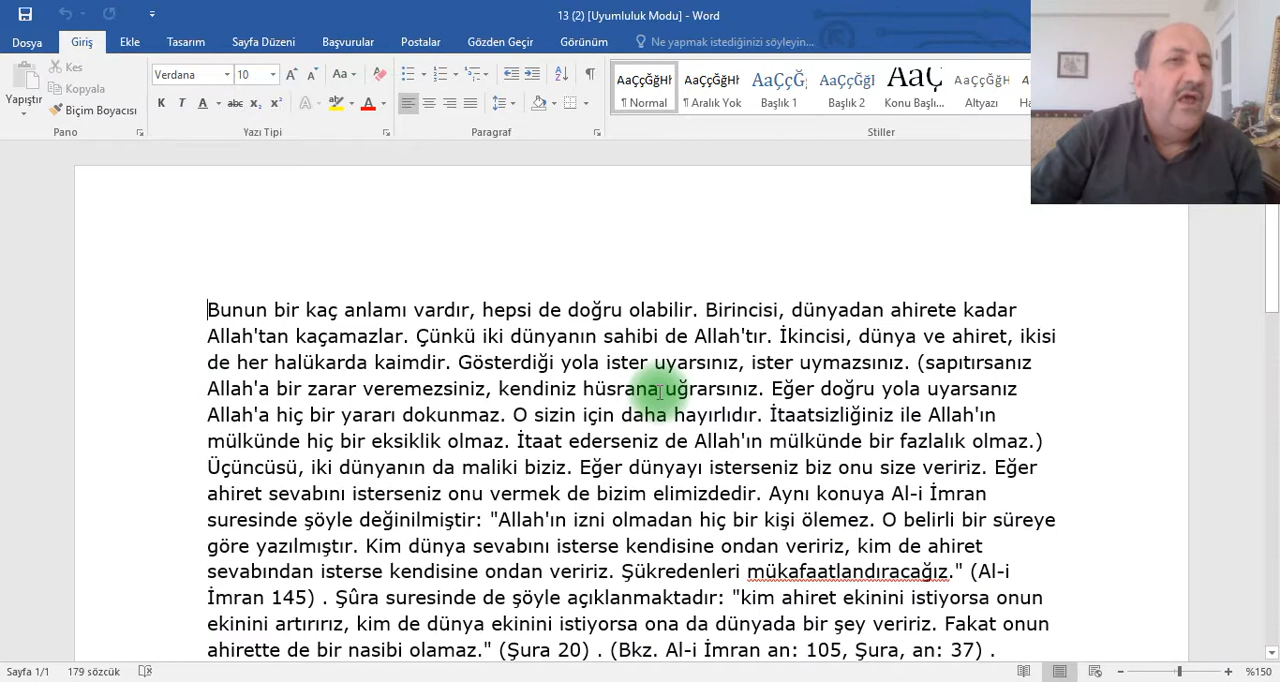 13 (2) [Uyumluluk Modu] - Word
Dosya Giriş Ekle Tasarım Sayfa Düzeni Başvurular Postalar Gözden Geçir Görünüm Ne yapmak istediğinizi söyleyin...
Yapıştır
Kes
Kopyala
Biçim Boyacısı
Pano
Verdana 10
Yazı Tipi
Paragraf
AaÇçĞğHł AaÇçĞğHł AaÇçĞğ AaÇçĞğI AaÇç AaÇçĞğHł
¶ Normal ¶ Aralık Yok Başlık 1 Başlık 2 Konu Başlı... Altyazı
Stiller
Bunun bir kaç anlamı vardır, hepsi de doğru olabilir. Birincisi, dünyadan ahirete kadar
Allah'tan kaçamazlar. Çünkü iki dünyanın sahibi de Allah'tır. İkincisi, dünya ve ahiret, ikisi
de her halükarda kaimdir. Gösterdiği yola ister uyarsınız, ister uymazsınız. (sapıtırsanız
Allah'a bir zarar veremezsiniz, kendiniz hüsrana uğrarsınız. Eğer doğru yola uyarsanız
Allah'a hiç bir yararı dokunmaz. O sizin için daha hayırlıdır. İtaatsizliğiniz ile Allah'ın
mülkünde hiç bir eksiklik olmaz. İtaat ederseniz de Allah'ın mülkünde bir fazlalık olmaz.)
Üçüncüsü, iki dünyanın da maliki biziz. Eğer dünyayı isterseniz biz onu size veririz. Eğer
ahiret sevabını isterseniz onu vermek de bizim elimizdedir. Aynı konuya Al-i İmran
suresinde şöyle değinilmiştir: "Allah'ın izni olmadan hiç bir kişi ölemez. O belirli bir süreye
göre yazılmıştır. Kim dünya sevabını isterse kendisine ondan veririz, kim de ahiret
sevabından isterse kendisine ondan veririz. Şükredenleri mükafaatlandıracağız." (Al-i
İmran 145) . Şûra suresinde de şöyle açıklanmaktadır: "kim ahiret ekinini istiyorsa onun
ekinini artırırız, kim de dünya ekinini istiyorsa ona da dünyada bir şey veririz. Fakat onun
ahirette de bir nasibi olamaz." (Şura 20) . (Bkz. Al-i İmran an: 105, Şura, an: 37) .
Sayfa 1/1 179 sözcük %150